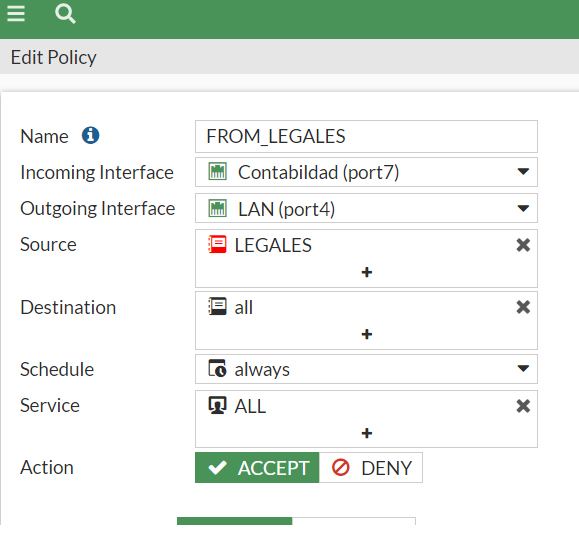 Edit Policy
Name
FROM_LEGALES
Incoming Interface
Contabildad (port7)
Outgoing Interface
LAN (port4)
Source
LEGALES
Destination
all
Schedule
always
Service
ALL
Action
ACCEPT
DENY